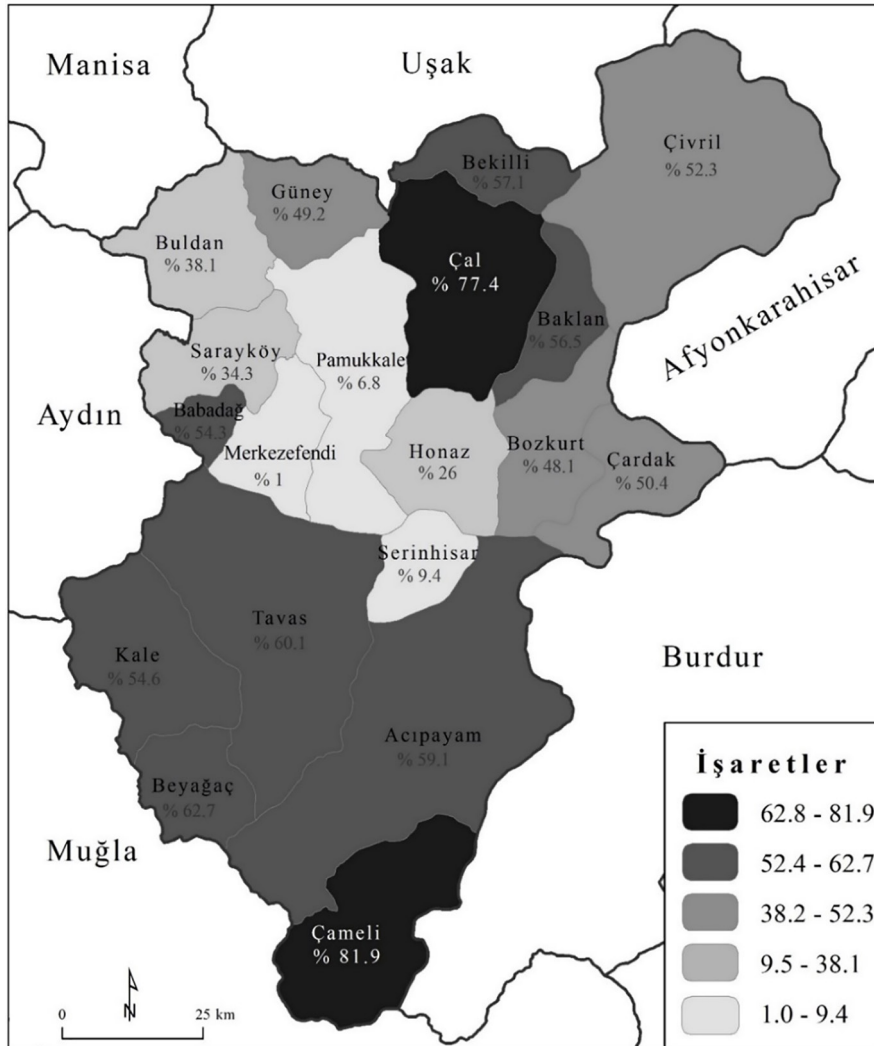 Manisa
Uşak
Çivril
% 52.3
Bekilli
% 57.1
Güney
% 49.2
Buldan
% 38.1
Çal
% 77.4
Afyonkarahisar
Baklan
% 56.5
Sarayköy
% 34.3
Pamukkale
% 6.8
Aydın
Babadağ
% 54.3
Merkezefendi
% 1
Honaz
% 26
Bozkurt
% 48.1
Çardak
% 50.4
Serinhisar
% 9.4
Tavas
% 60.1
Kale
% 54.6
Burdur
Acıpayam
% 59.1
Beyağaç
% 62.7
Muğla
Çameli
% 81.9
İşaretler
62.8 - 81.9
52.4 - 62.7
38.2 - 52.3
9.5 - 38.1
1.0 - 9.4
N
0 25 km